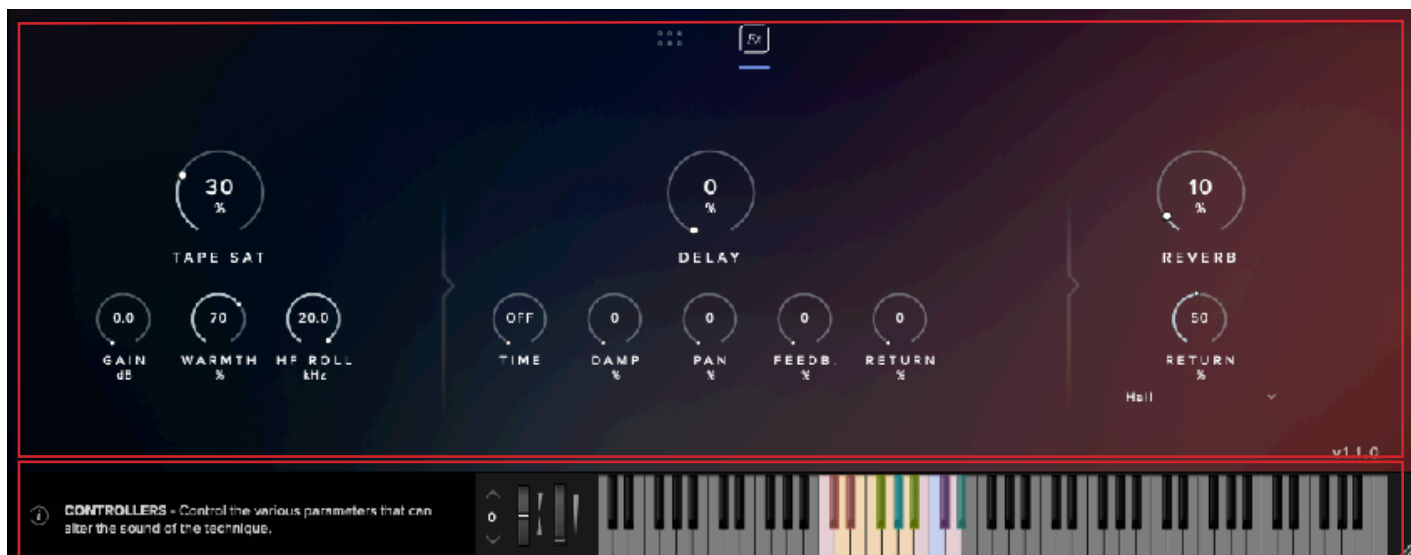 Fx
30
%
TAPE SAT
0
%
DELAY
10
%
REVERB
0.0
GAIN
dB
70
WARMTH
%
20.0
HF ROLL
kHz
OFF
TIME
0
DAMP
%
0
PAN
%
0
FEEDB.
%
0
RETURN
%
50
RETURN
%
Hall
v1.1.0
i
CONTROLLERS - Control the various parameters that can
alter the sound of the technique.
0